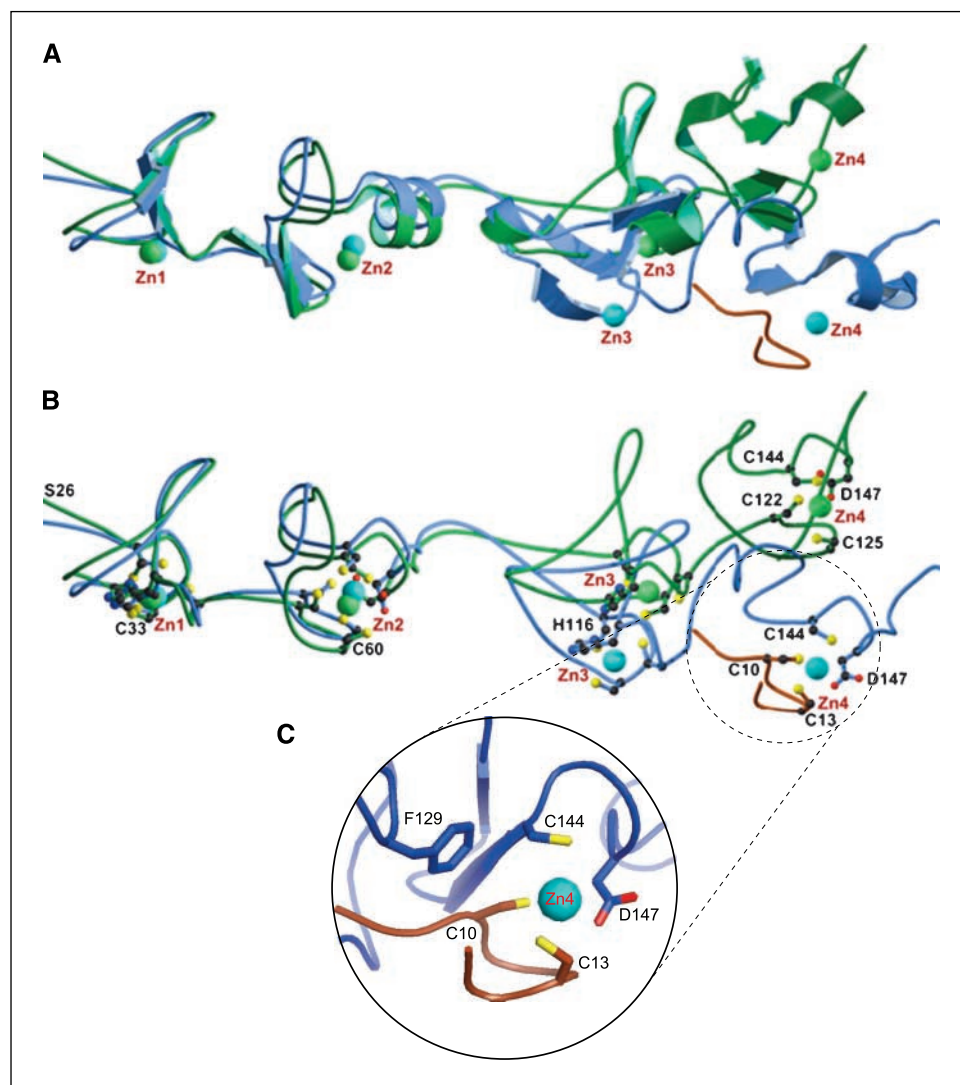 A
Zn4
Zn1
Zn2
Zn3
Zn3
Zn4
B
S26
C144
C122
D147
Zn4
C125
Zn3
C33
Zn1
Zn2
C60
H116
C144
Zn3
C10
D147
Zn4
C13
C
F129
C144
Zn4
D147
C10
C13